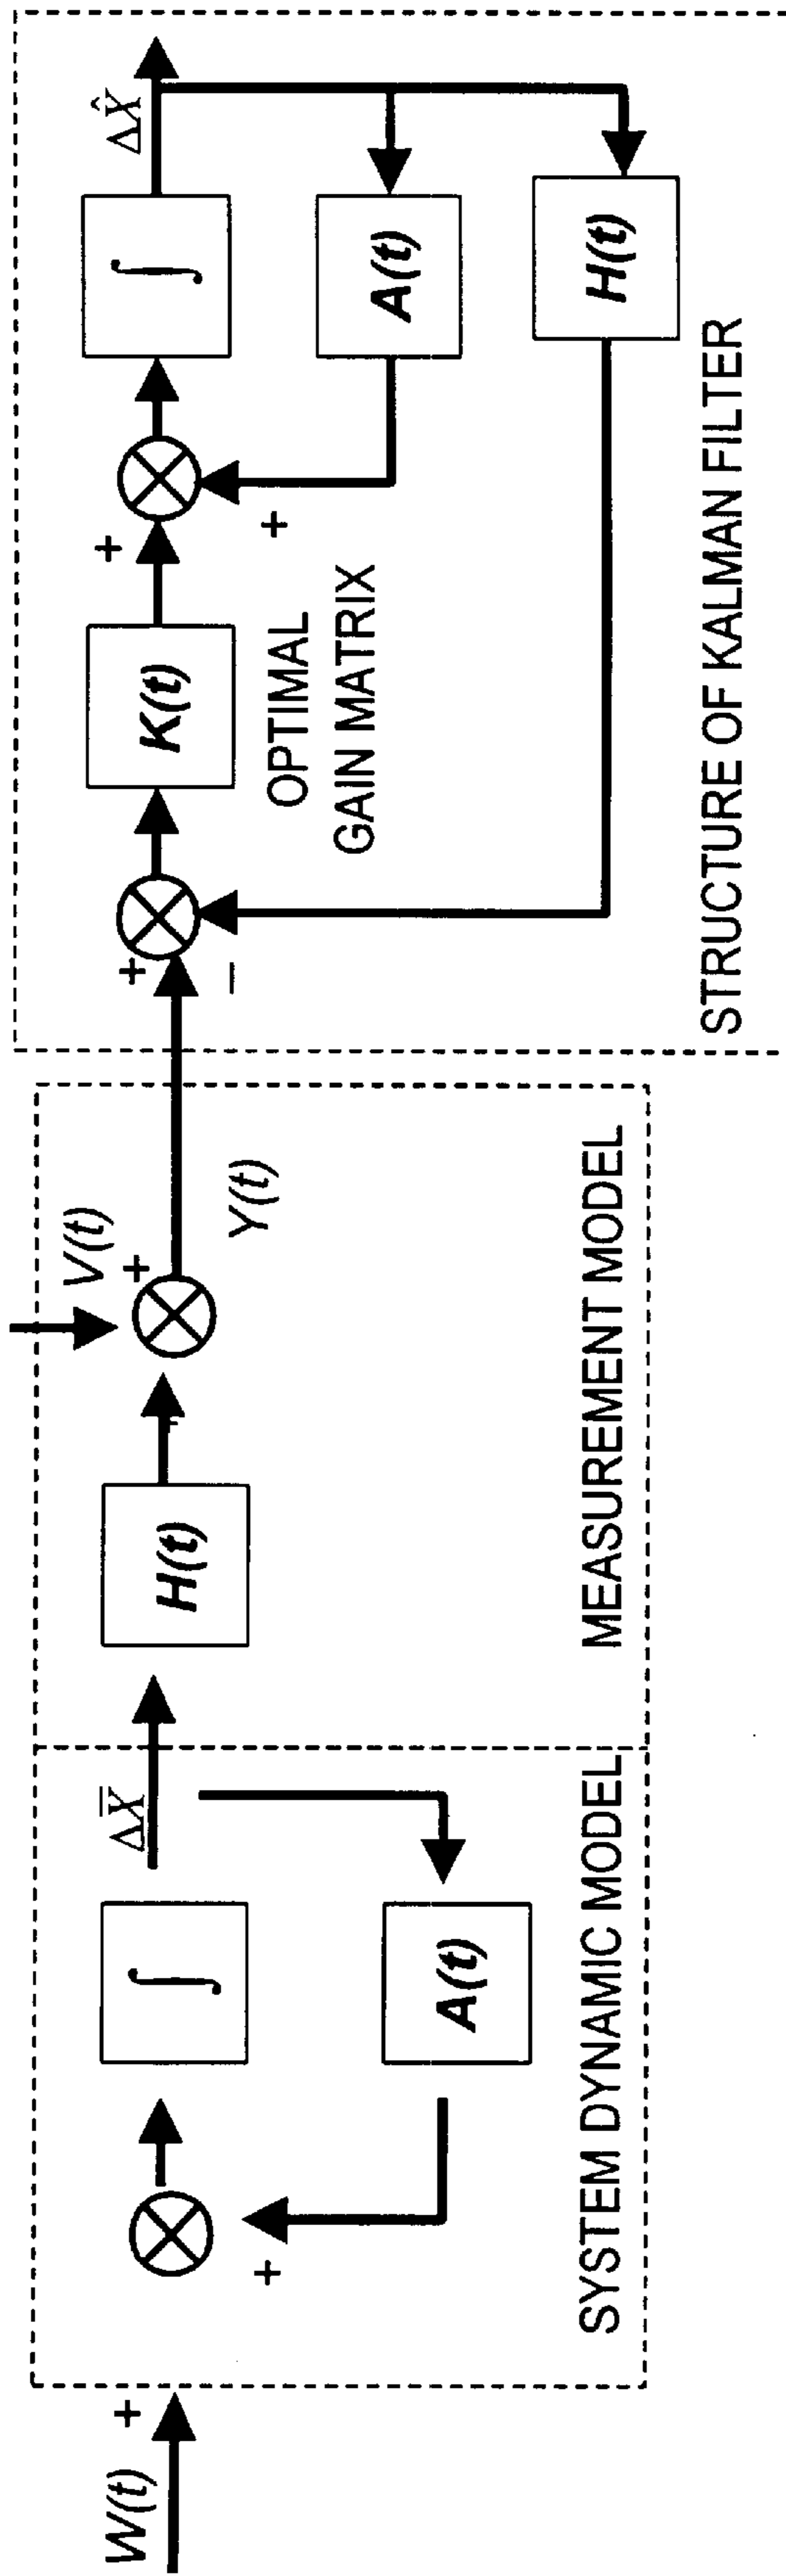 W(t)
+
+
∫
A(t)
ΔX̄
SYSTEM DYNAMIC MODEL
H(t)
+
V(t)
+
Y(t)
MEASUREMENT MODEL
+
−
K(t)
OPTIMAL
GAIN MATRIX
+
+
∫
A(t)
H(t)
ΔX̂
STRUCTURE OF KALMAN FILTER